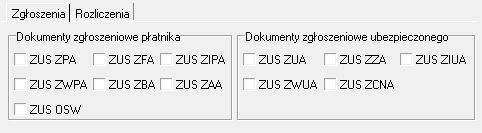 Zgłoszenia Rozliczenia
Dokumenty zgłoszeniowe płatnika
ZUS ZPA ZUS ZFA ZUS ZIPA
ZUS ZWPA ZUS ZBA ZUS ZAA
ZUS OSW
Dokumenty zgłoszeniowe ubezpieczonego
ZUS ZUA ZUS ZZA ZUS ZIUA
ZUS ZWUA ZUS ZCNA